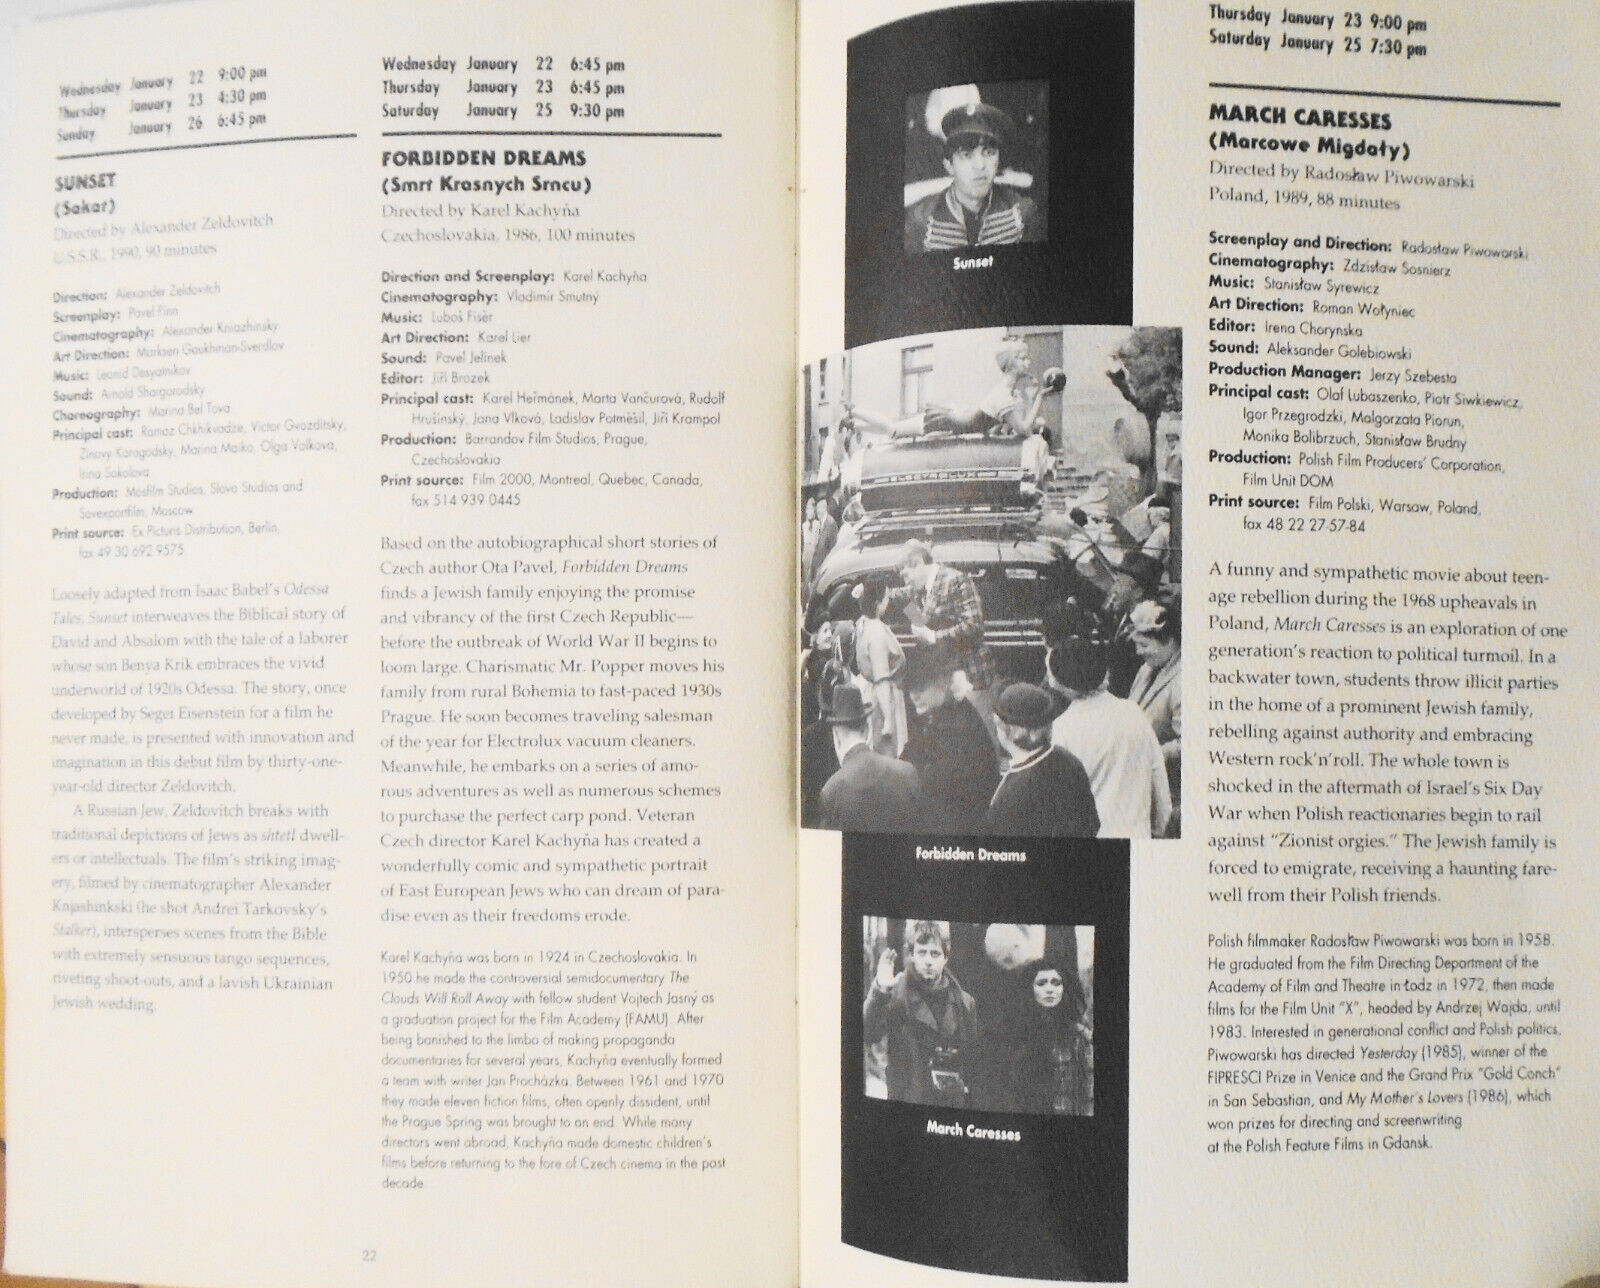 Wednesday January 22 9:00 pm
Thursday January 23 4:30 pm
Sunday January 26 6:45 pm
SUNSET
(Sakat)
Directed by Alexander Zeldovitch
U.S.S.R., 1990, 90 minutes
Direction: Alexander Zeldovitch
Screenplay: Pavel Finn
Cinematography: Alexander Kniazhinsky
Art Direction: Marksen Gaukhman-Sverdlov
Music: Leonid Desyatnikov
Sound: Arnold Shargorodsky
Choreography: Marina Bel Tova
Principal cast: Ramaz Chkhikvadze, Victor Gvozditsky,
Zinovy Karogodsky, Marina Maiko, Olga Volkova,
Irina Sokolova
Production: Mosfilm Studios, Slovo Studios and
Sovexportfilm, Moscow
Print source: Ex Picturis Distribution, Berlin,
fax 49 30 692 9575
Loosely adapted from Isaac Babel's Odessa
Tales, Sunset interweaves the Biblical story of
David and Absalom with the tale of a laborer
whose son Benya Krik embraces the vivid
underworld of 1920s Odessa. The story, once
developed by Seget Eisenstein for a film he
never made, is presented with innovation and
imagination in this debut film by thirty-one-
year-old director Zeldovitch.
A Russian Jew, Zeldovitch breaks with
traditional depictions of Jews as shtetl dwell-
ers or intellectuals. The film's striking imag-
ery, filmed by cinematographer Alexander
Knjashinkski (he shot Andrei Tarkovsky's
Stalker), intersperses scenes from the Bible
with extremely sensuous tango sequences,
riveting shoot-outs, and a lavish Ukrainian
Jewish wedding.
Wednesday January 22 6:45 pm
Thursday January 23 6:45 pm
Saturday January 25 9:30 pm
FORBIDDEN DREAMS
(Smrt Krasnych Srncu)
Directed by Karel Kachyňa
Czechoslovakia, 1986, 100 minutes
Direction and Screenplay: Karel Kachyňa
Cinematography: Vladimír Smutný
Music: Luboš Fisěr
Art Direction: Karel Lier
Sound: Pavel Jelínek
Editor: Jiří Brozek
Principal cast: Karel Heřmánek, Marta Vančurová, Rudolf
Hrušínský, Jana Vlková, Ladislav Potměšil, Jiří Krampol
Production: Barrandov Film Studios, Prague,
Czechoslovakia
Print source: Film 2000, Montreal, Quebec, Canada,
fax 514 939 0445
Based on the autobiographical short stories of
Czech author Ota Pavel, Forbidden Dreams
finds a Jewish family enjoying the promise
and vibrancy of the first Czech Republic—
before the outbreak of World War II begins to
loom large. Charismatic Mr. Popper moves his
family from rural Bohemia to fast-paced 1930s
Prague. He soon becomes traveling salesman
of the year for Electrolux vacuum cleaners.
Meanwhile, he embarks on a series of amo-
rous adventures as well as numerous schemes
to purchase the perfect carp pond. Veteran
Czech director Karel Kachyňa has created a
wonderfully comic and sympathetic portrait
of East European Jews who can dream of para-
dise even as their freedoms erode.
Karel Kachyňa was born in 1924 in Czechoslovakia. In
1950 he made the controversial semidocumentary The
Clouds Will Roll Away with fellow student Vojtech Jasný as
a graduation project for the Film Academy (FAMU). After
being banished to the limbo of making propaganda
documentaries for several years, Kachyňa eventually formed
a team with writer Jan Procházka. Between 1961 and 1970
they made eleven fiction films, often openly dissident, until
the Prague Spring was brought to an end. While many
directors went abroad, Kachyňa made domestic children's
films before returning to the fore of Czech cinema in the past
decade.
22
Sunset
ELECTROLUX
Forbidden Dreams
March Caresses
Thursday January 23 9:00 pm
Saturday January 25 7:30 pm
MARCH CARESSES
(Marcowe Migdały)
Directed by Radosław Piwowarski
Poland, 1989, 88 minutes
Screenplay and Direction: Radosław Piwowarski
Cinematography: Zdzisław Sosnierz
Music: Stanisław Syrewicz
Art Direction: Roman Wołyniec
Editor: Irena Chorynska
Sound: Aleksander Golebiowski
Production Manager: Jerzy Szebesta
Principal cast: Olaf Lubaszenko, Piotr Siwkiewicz,
Igor Przegrodzki, Malgorzata Piorun,
Monika Bolibrzuch, Stanisław Brudny
Production: Polish Film Producers' Corporation,
Film Unit DOM
Print source: Film Polski, Warsaw, Poland,
fax 48 22 27-57-84
A funny and sympathetic movie about teen-
age rebellion during the 1968 upheavals in
Poland, March Caresses is an exploration of one
generation's reaction to political turmoil. In a
backwater town, students throw illicit parties
in the home of a prominent Jewish family,
rebelling against authority and embracing
Western rock'n'roll. The whole town is
shocked in the aftermath of Israel's Six Day
War when Polish reactionaries begin to rail
against "Zionist orgies." The Jewish family is
forced to emigrate, receiving a haunting fare-
well from their Polish friends.
Polish filmmaker Radosław Piwowarski was born in 1958.
He graduated from the Film Directing Department of the
Academy of Film and Theatre in Łodz in 1972, then made
films for the Film Unit "X", headed by Andrzej Wajda, until
1983. Interested in generational conflict and Polish politics,
Piwowarski has directed Yesterday (1985), winner of the
FIPRESCI Prize in Venice and the Grand Prix "Gold Conch"
in San Sebastian, and My Mother's Lovers (1986), which
won prizes for directing and screenwriting
at the Polish Feature Films in Gdansk.